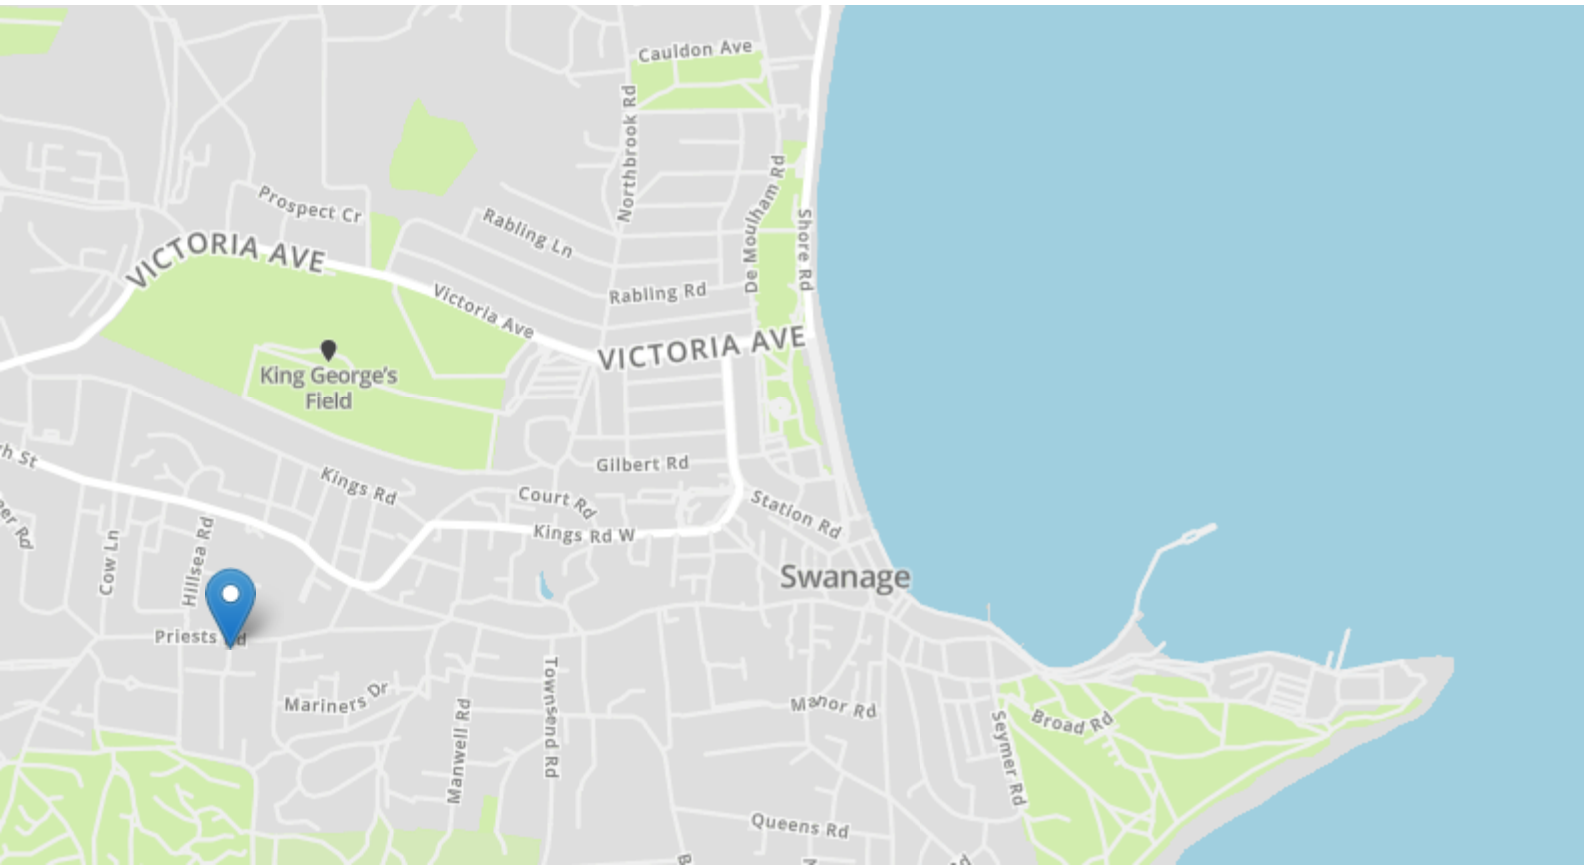 Cauldon Ave
Northbrook Rd
De Moulham Rd
Prospect Cr
Rabling Ln
Shore Rd
VICTORIA AVE
Victoria Ave
Rabling Rd
VICTORIA AVE
King George's
Field
Gilbert Rd
Kings Rd
Court Rd
Station Rd
Kings Rd W
Cow Ln
Hillsea Rd
Swanage
Priests
Townsend Rd
Mariners Dr
Manwell Rd
Manor Rd
Seymer Rd
Broad Rd
Queens Rd